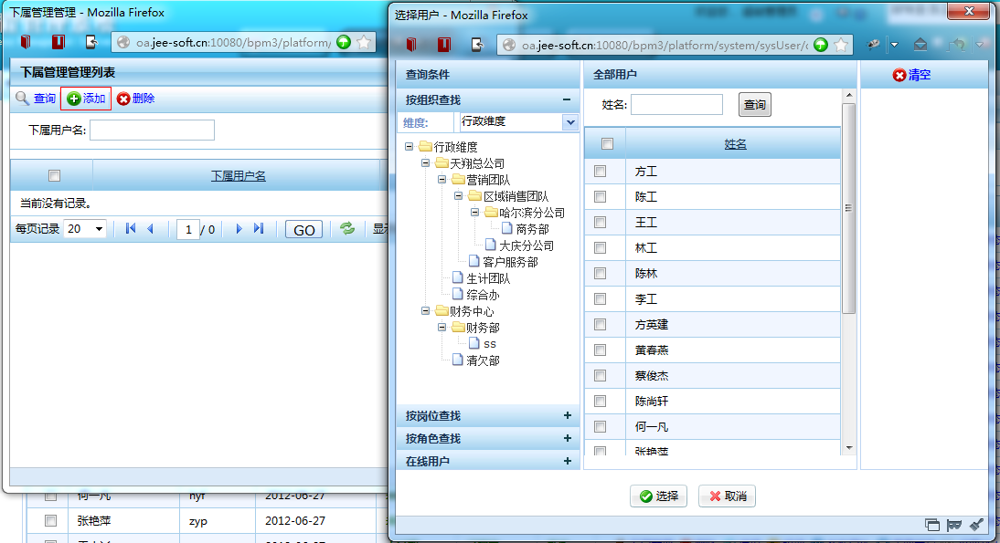 下属管理管理 - Mozilla Firefox
oa.jee-soft.cn:10080/bpm3/platform/
下属管理管理列表
查询 添加 删除
下属用户名:
下属用户名
当前没有记录。
每页记录 20 1 / 0 GO
何一凡 hyf 2012-06-27
张艳萍 zyp 2012-06-27
选择用户 - Mozilla Firefox
oa.jee-soft.cn:10080/bpm3/platform/system/sysUser/
查询条件
按组织查找
维度: 行政维度
行政维度
天翔总公司
营销团队
区域销售团队
哈尔滨分公司
商务部
大庆分公司
客户服务部
生计团队
综合办
财务中心
财务部
ss
清欠部
按岗位查找
按角色查找
在线用户
全部用户
姓名: 查询
姓名
方工
陈工
王工
林工
陈林
李工
方英建
黄春燕
蔡俊杰
陈尚轩
何一凡
张艳萍
清空
选择 取消